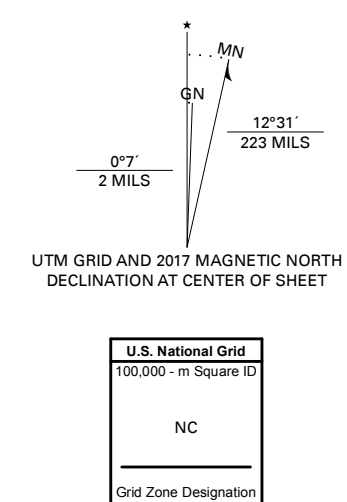 ★
MN
GN
12°31´
223 MILS
0°7´
2 MILS
UTM GRID AND 2017 MAGNETIC NORTH
DECLINATION AT CENTER OF SHEET
U.S. National Grid
100,000 - m Square ID
NC
Grid Zone Designation